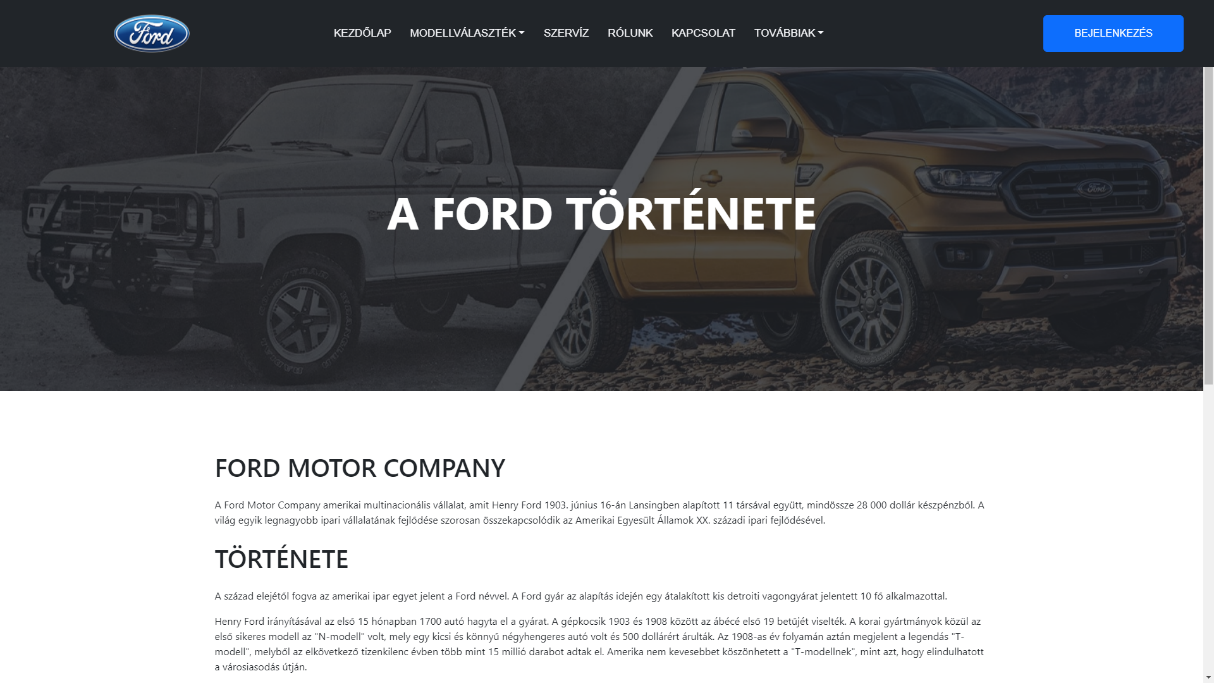 Ford
KEZDŐLAP
MODELLVÁLASZTÉK
SZERVÍZ
RÓLUNK
KAPCSOLAT
TOVÁBBIAK
BEJELENKEZÉS
Ford
A FORD TÖRTÉNETE
FORD MOTOR COMPANY
A Ford Motor Company amerikai multinacionális vállalat, amit Henry Ford 1903. június 16-án Lansingben alapított 11 társával együtt, mindössze 28 000 dollár készpénzből. A
világ egyik legnagyobb ipari vállalatának fejlődése szorosan összekapcsolódik az Amerikai Egyesült Államok XX. századi ipari fejlődésével.
TÖRTÉNETE
A század elejétől fogva az amerikai ipar egyet jelent a Ford névvel. A Ford gyár az alapítás idején egy átalakított kis detroiti vagongyárat jelentett 10 fő alkalmazottal.
Henry Ford irányításával az első 15 hónapban 1700 autó hagyta el a gyárat. A gépkocsik 1903 és 1908 között az ábécé első 19 betűjét viselték. A korai gyártmányok közül az
első sikeres modell az "N-modell" volt, mely egy kicsi és könnyű négyhengeres autó volt és 500 dollárért árulták. Az 1908-as év folyamán aztán megjelent a legendás "T-
modell", melyből az elkövetkező tizenkilenc évben több mint 15 millió darabot adtak el. Amerika nem kevesebbet köszönhetett a "T-modellnek", mint azt, hogy elindulhatott
a városiasodás útján.